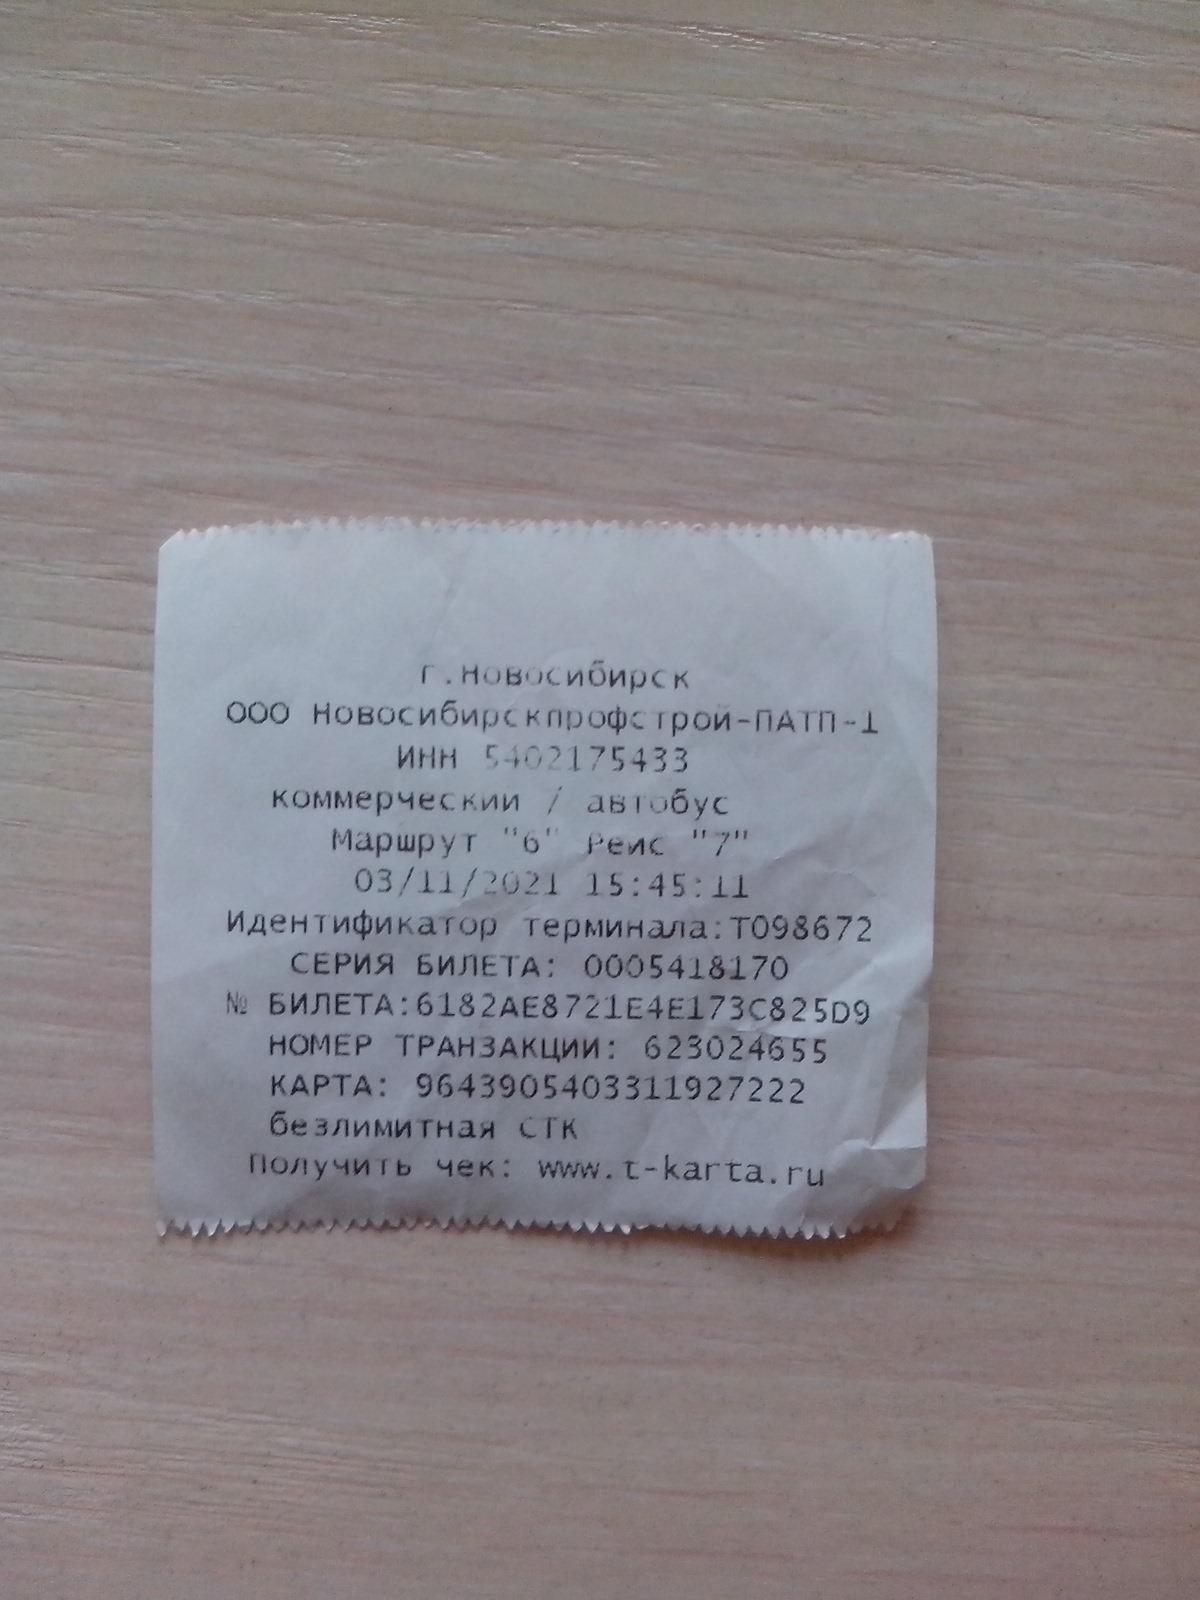 г.Новосибирск
ООО Новосибирскпрофстрой-ПАТП-1
ИНН 5402175433
коммерческий / автобус
Маршрут "6" Рейс "7"
03/11/2021 15:45:11
Идентификатор терминала:Т098672
СЕРИЯ БИЛЕТА: 0005418170
№ БИЛЕТА:6182AE8721E4E173C825D9
НОМЕР ТРАНЗАКЦИИ: 623024655
КАРТА: 9643905403311927222
безлимитная СТК
Получить чек: www.t-karta.ru